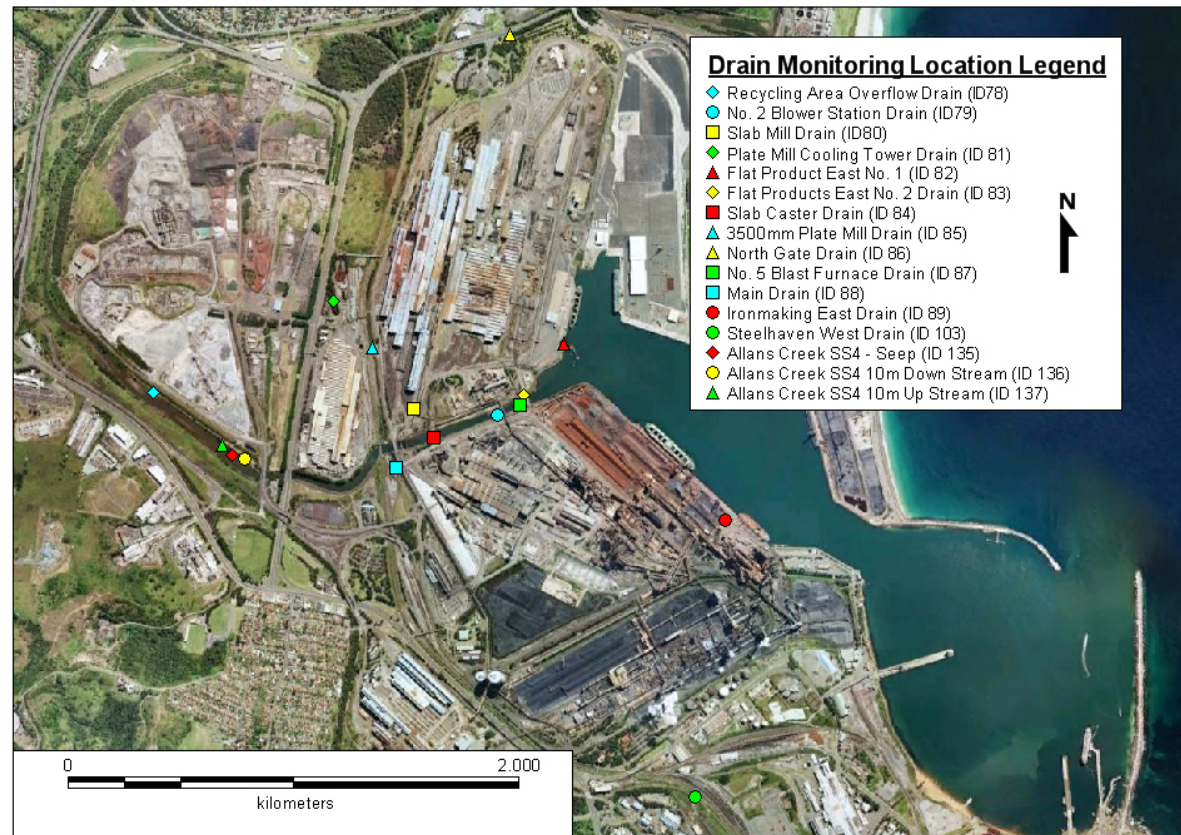 Drain Monitoring Location Legend
Recycling Area Overflow Drain (ID78)
No. 2 Blower Station Drain (ID79)
Slab Mill Drain (ID80)
Plate Mill Cooling Tower Drain (ID 81)
Flat Product East No. 1 (ID 82)
Flat Products East No. 2 Drain (ID 83)
Slab Caster Drain (ID 84)
3500mm Plate Mill Drain (ID 85)
North Gate Drain (ID 86)
No. 5 Blast Furnace Drain (ID 87)
Main Drain (ID 88)
Ironmaking East Drain (ID 89)
Steelhaven West Drain (ID 103)
Allans Creek SS4 - Seep (ID 135)
Allans Creek SS4 10m Down Stream (ID 136)
Allans Creek SS4 10m Up Stream (ID 137)
N
0 2.000
kilometers